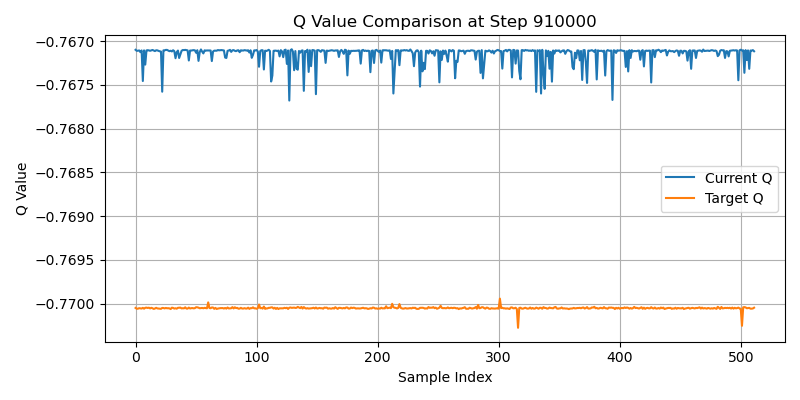 Q Value Comparison at Step 910000
Q Value
−0.7670
−0.7675
−0.7680
−0.7685
−0.7690
−0.7695
−0.7700
Current Q
Target Q
0 100 200 300 400 500
Sample Index